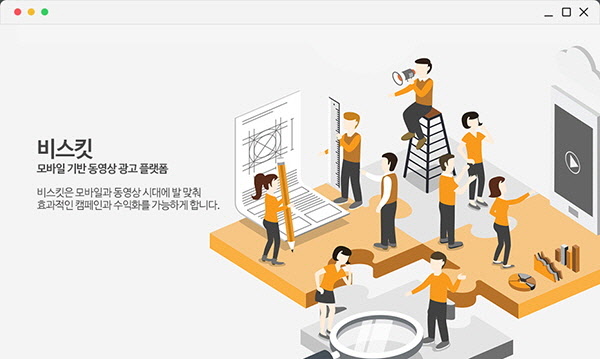 비스킷
모바일 기반 동영상 광고 플랫폼
비스킷은 모바일과 동영상 시대에 발 맞춰
효과적인 캠페인과 수익화를 가능하게 합니다.